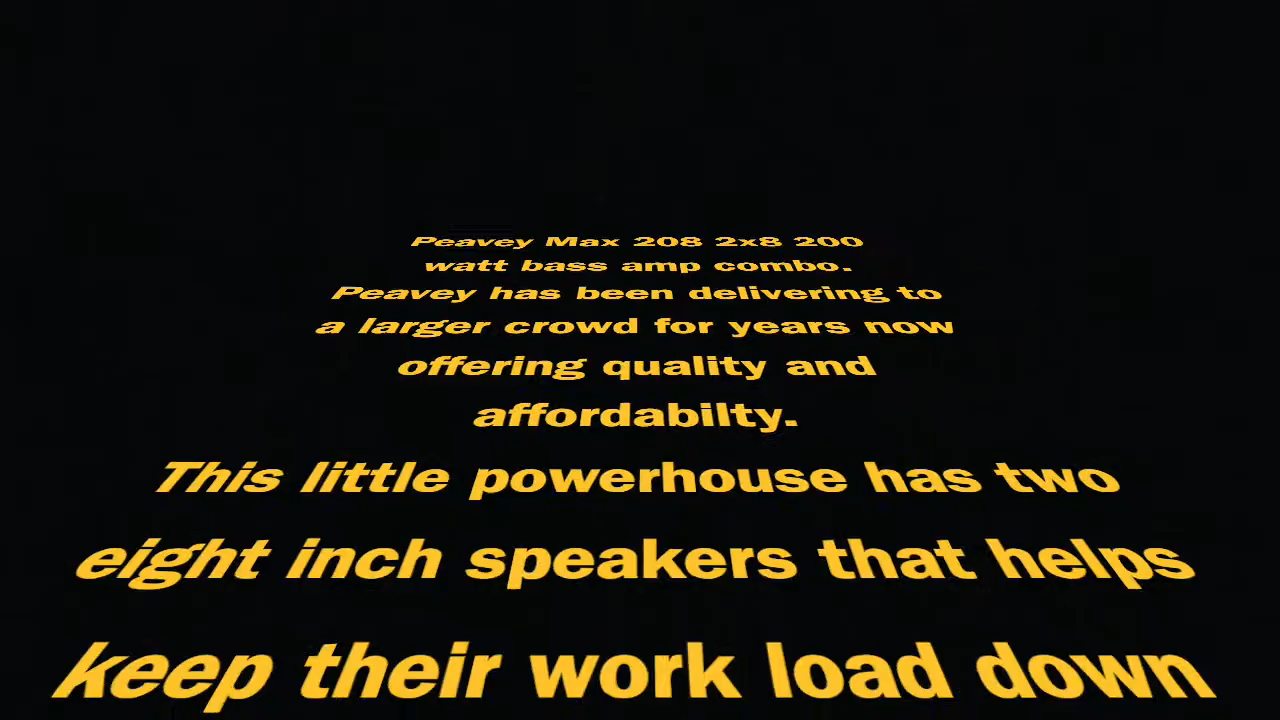 Peavey Max 208 2x8 200
watt bass amp combo.
Peavey has been delivering to
a larger crowd for years now
offering quality and
affordabilty.
This little powerhouse has two
eight inch speakers that helps
keep their work load down